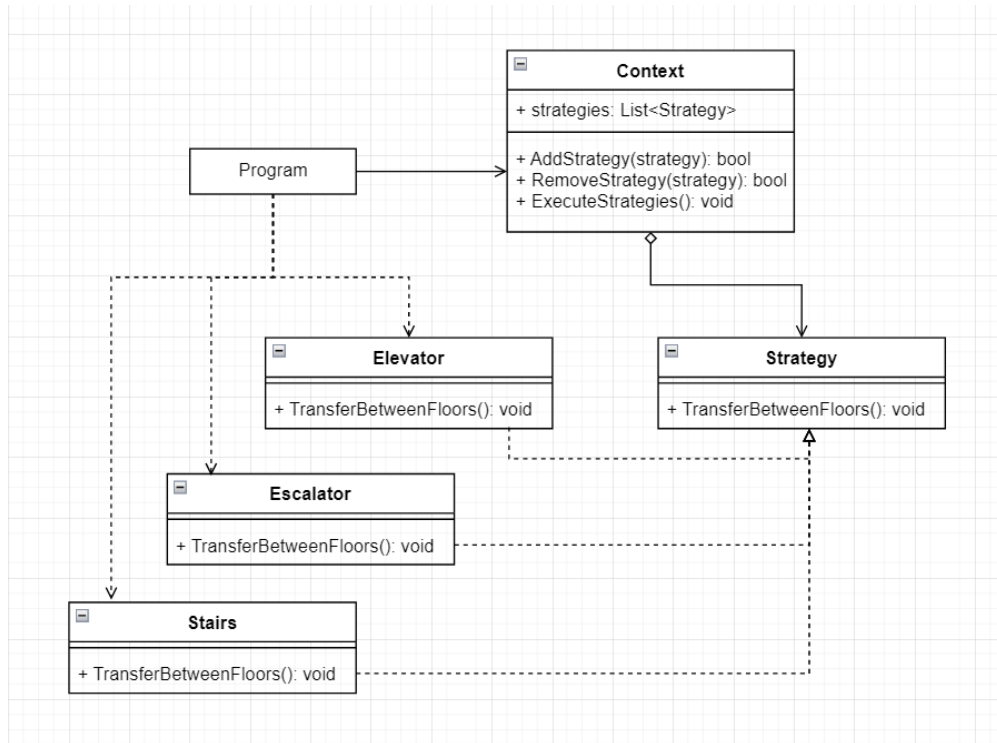 Context
+ strategies: List<Strategy>
+ AddStrategy(strategy): bool
+ RemoveStrategy(strategy): bool
+ ExecuteStrategies(): void
Program
Elevator
+ TransferBetweenFloors(): void
Strategy
+ TransferBetweenFloors(): void
Escalator
+ TransferBetweenFloors(): void
Stairs
+ TransferBetweenFloors(): void